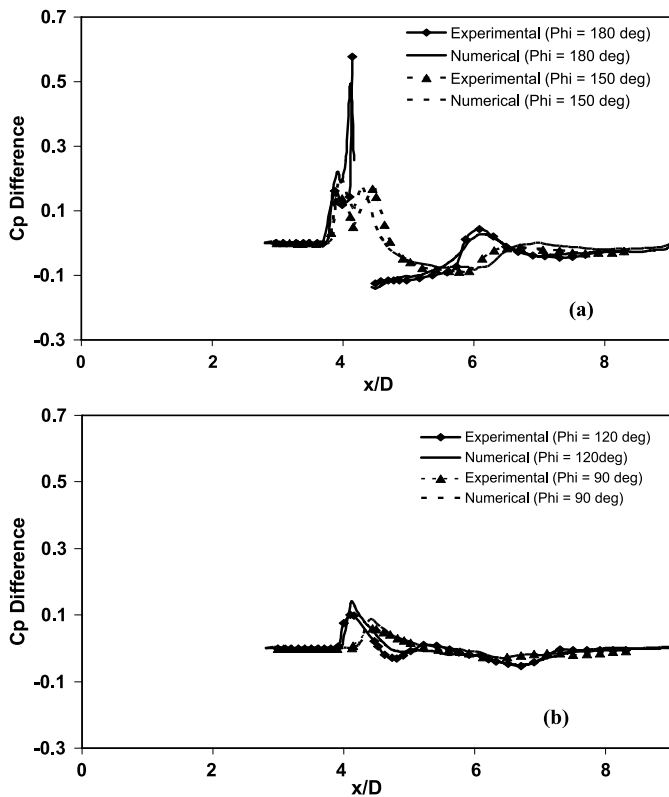 0.7
0.5
0.3
0.1
-0.1
-0.3
Cp Difference
Experimental (Phi = 180 deg)
Numerical (Phi = 180 deg)
Experimental (Phi = 150 deg)
Numerical (Phi = 150 deg)
(a)
0 2 4 6 8
x/D
0.7
0.5
0.3
0.1
-0.1
-0.3
Cp Difference
Experimental (Phi = 120 deg)
Numerical (Phi = 120deg)
Experimental (Phi = 90 deg)
Numerical (Phi = 90 deg)
(b)
0 2 4 6 8
x/D